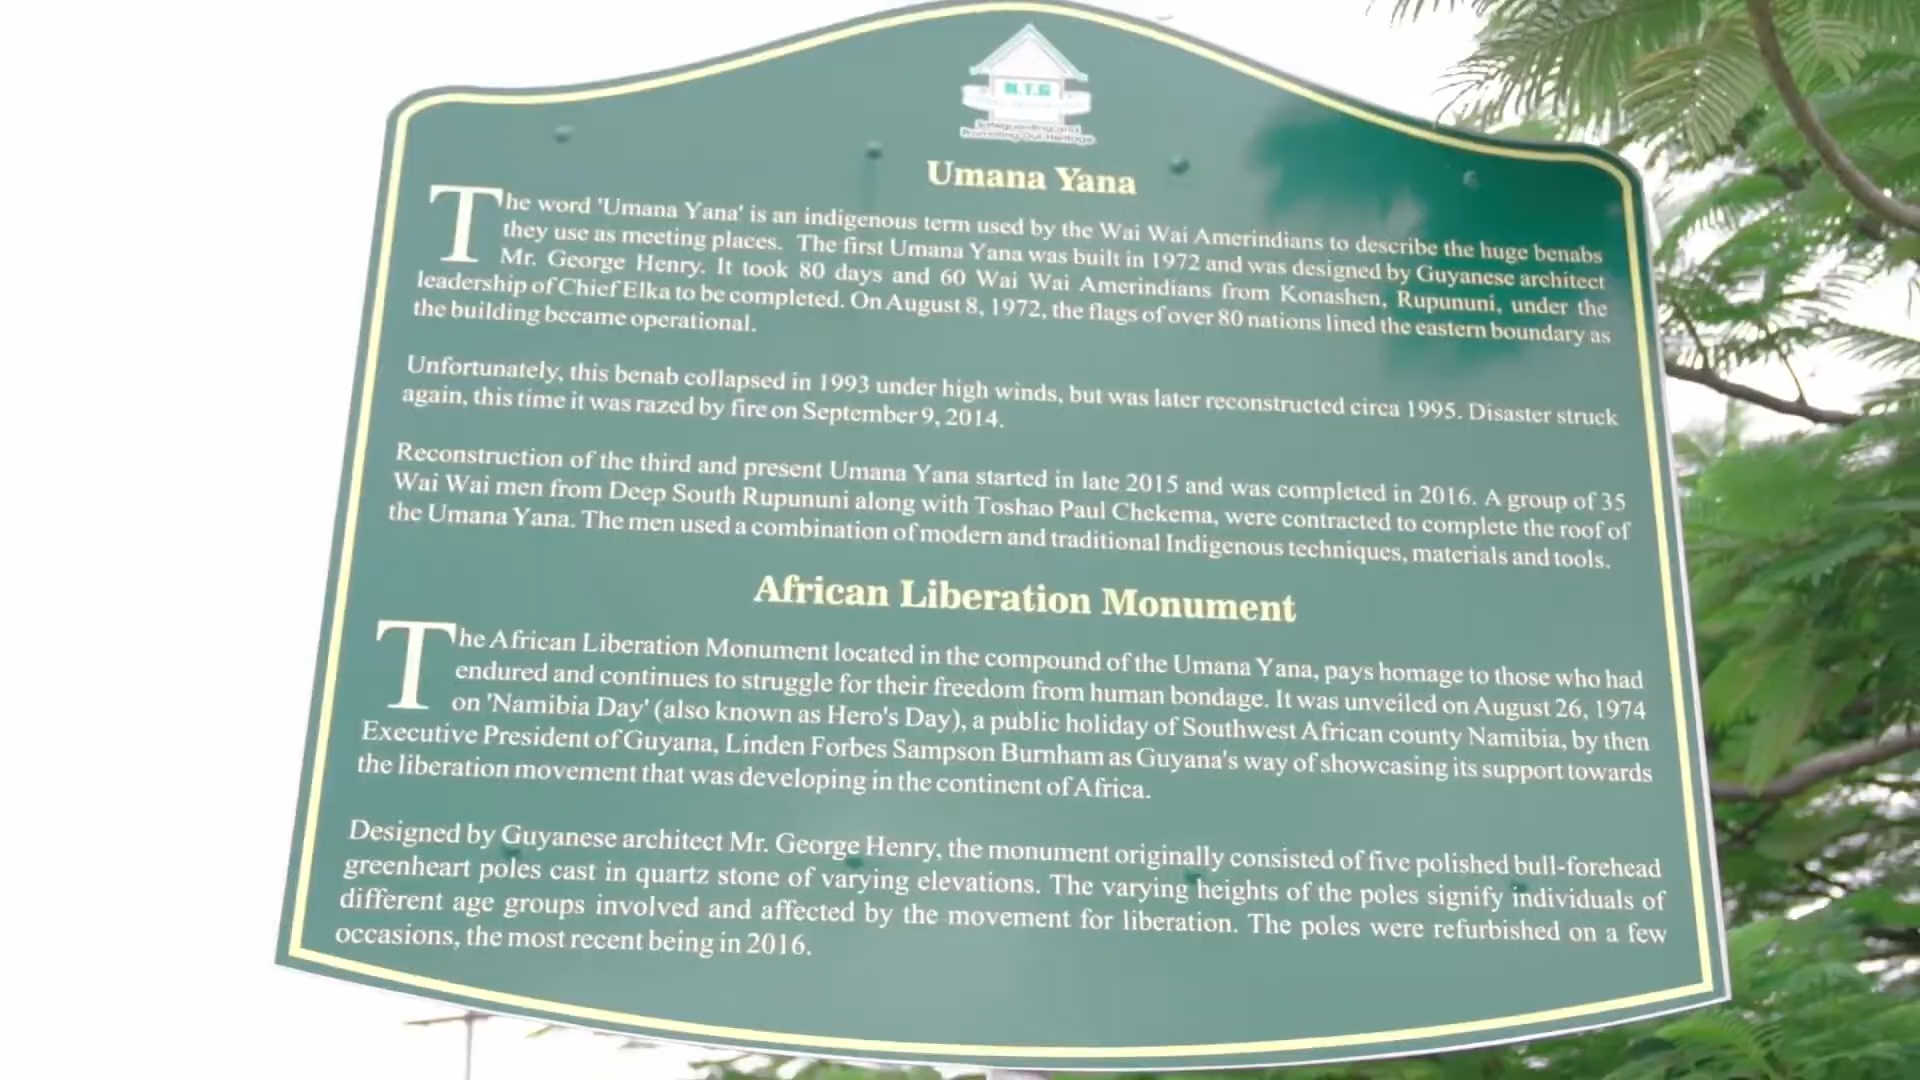 N.T.G
Safeguarding and
Promoting Our Heritage
Umana Yana
The word 'Umana Yana' is an indigenous term used by the Wai Wai Amerindians to describe the huge benabs
they use as meeting places. The first Umana Yana was built in 1972 and was designed by Guyanese architect
Mr. George Henry. It took 80 days and 60 Wai Wai Amerindians from Konashen, Rupununi, under the
leadership of Chief Elka to be completed. On August 8, 1972, the flags of over 80 nations lined the eastern boundary as
the building became operational.
Unfortunately, this benab collapsed in 1993 under high winds, but was later reconstructed circa 1995. Disaster struck
again, this time it was razed by fire on September 9, 2014.
Reconstruction of the third and present Umana Yana started in late 2015 and was completed in 2016. A group of 35
Wai Wai men from Deep South Rupununi along with Toshao Paul Chekema, were contracted to complete the roof of
the Umana Yana. The men used a combination of modern and traditional Indigenous techniques, materials and tools.
African Liberation Monument
The African Liberation Monument located in the compound of the Umana Yana, pays homage to those who had
endured and continues to struggle for their freedom from human bondage. It was unveiled on August 26, 1974
on 'Namibia Day' (also known as Hero's Day), a public holiday of Southwest African county Namibia, by then
Executive President of Guyana, Linden Forbes Sampson Burnham as Guyana's way of showcasing its support towards
the liberation movement that was developing in the continent of Africa.
Designed by Guyanese architect Mr. George Henry, the monument originally consisted of five polished bull-forehead
greenheart poles cast in quartz stone of varying elevations. The varying heights of the poles signify individuals of
different age groups involved and affected by the movement for liberation. The poles were refurbished on a few
occasions, the most recent being in 2016.